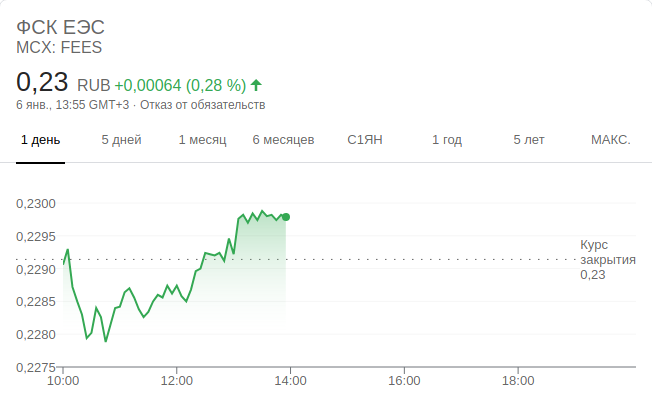 ФСК ЕЭС
MCX: FEES
0,23 RUB +0,00064 (0,28 %)
6 янв., 13:55 GMT+3 · Отказ от обязательств
1 день 5 дней 1 месяц 6 месяцев С1ЯН 1 год 5 лет МАКС.
0,2300
0,2295
0,2290
0,2285
0,2280
0,2275
Курс
закрытия
0,23
10:00 12:00 14:00 16:00 18:00